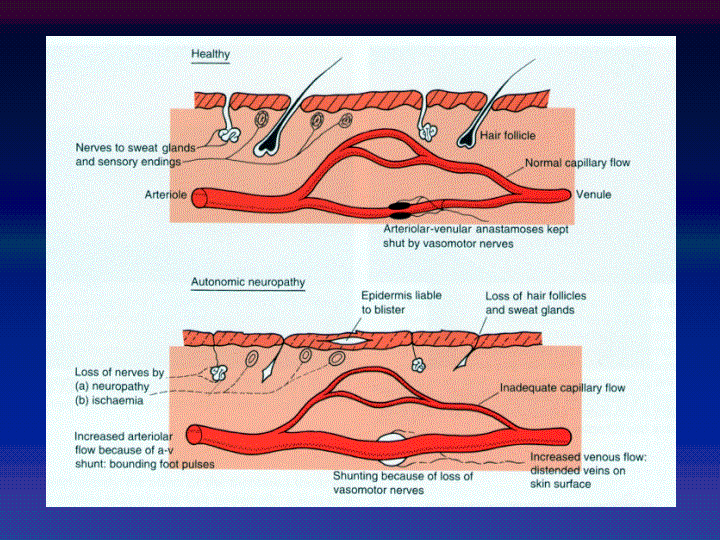 Healthy
Hair follicle
Nerves to sweat glands
and sensory endings
Normal capillary flow
Arteriole
Venule
Arteriolar-venular anastamoses kept
shut by vasomotor nerves
Autonomic neuropathy
Epidermis liable
to blister
Loss of hair follicles
and sweat glands
Loss of nerves by
(a) neuropathy
(b) ischaemia
Inadequate capillary flow
Increased arteriolar
flow because of a-v
shunt: bounding foot pulses
Shunting because of loss of
vasomotor nerves
Increased venous flow:
distended veins on
skin surface